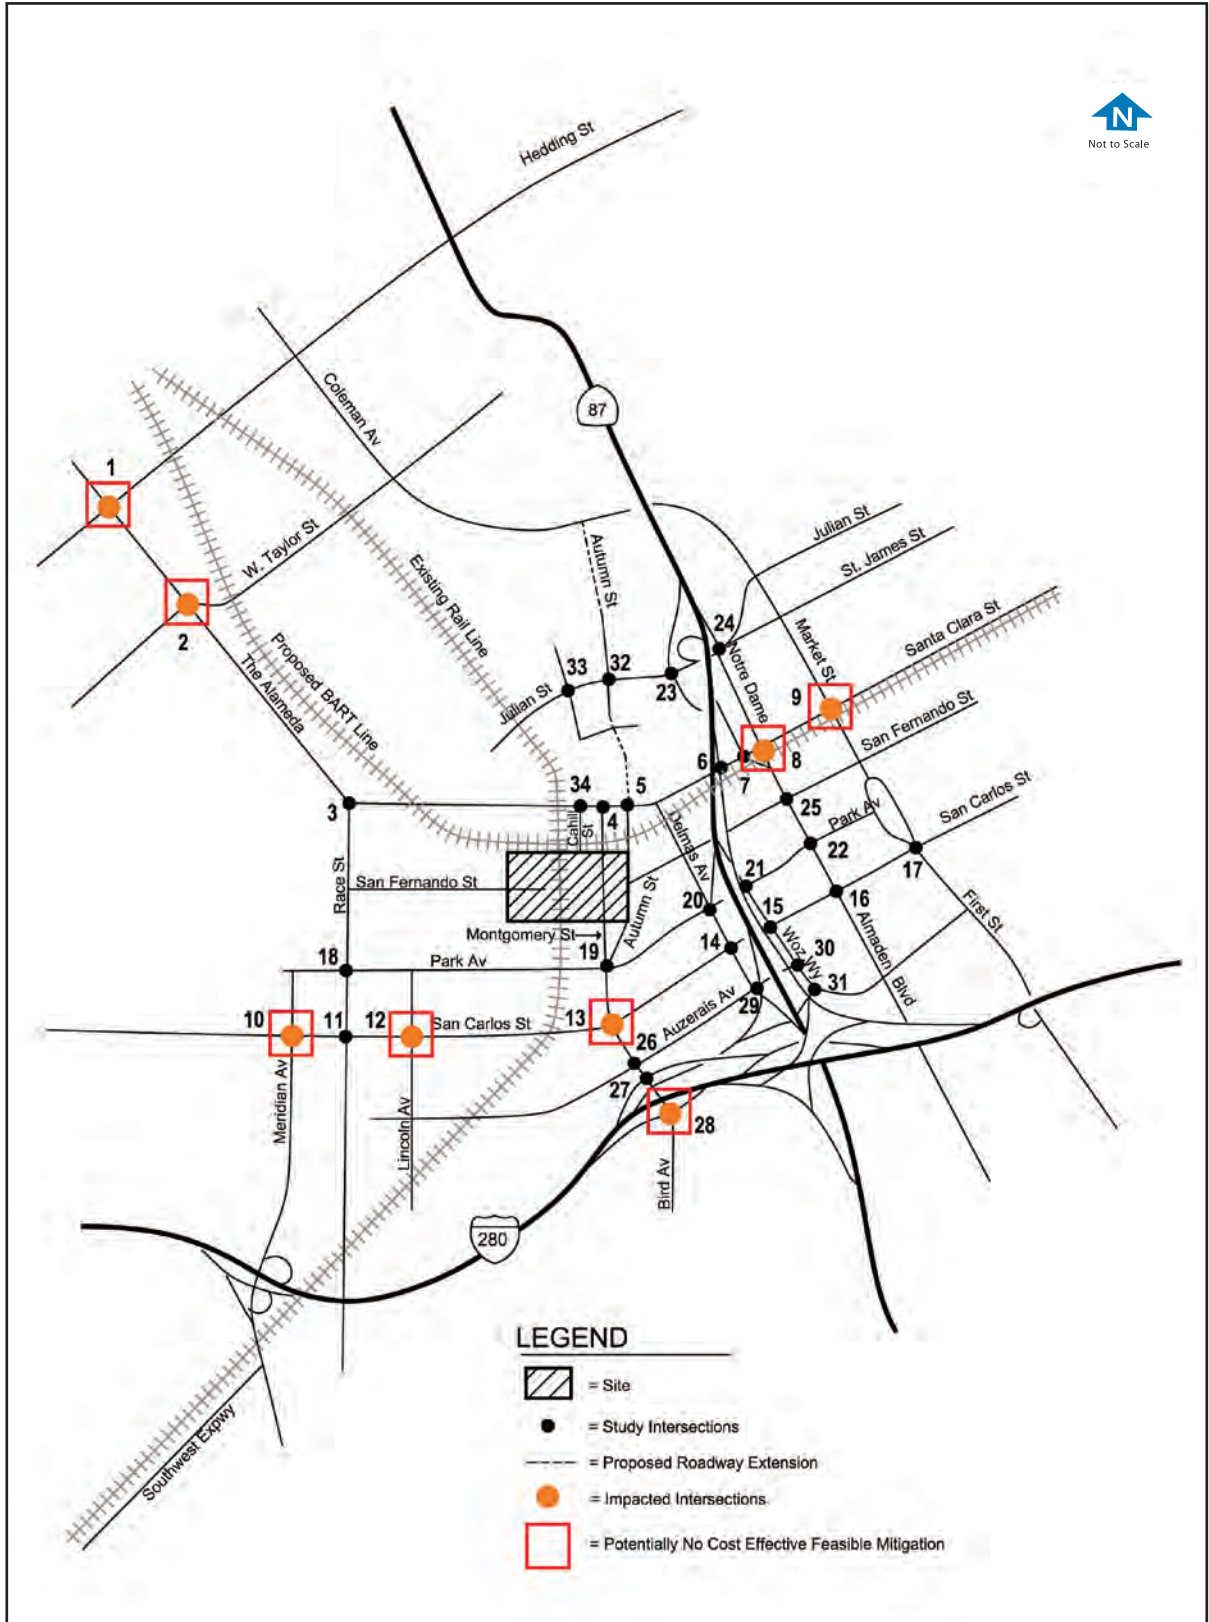 N
Not to Scale
Hedding St
Coleman Av
87
1
W. Taylor St
Existing Rail Line
Autumn St
Julian St
St. James St
2
The Alameda
Proposed BART Line
33
32
24
23
Notre Dame
Market St
Santa Clara St
Julian St
9
San Fernando St
6
7
8
3
34
4
5
Cahill
St
25
Park Av
San Carlos St
Delmas Av
22
17
Race St
San Fernando St
21
20
15
16
Autumn St
Montgomery St
Woz Wy
Almaden Blvd
First St
18
Park Av
19
14
30
31
10
11
12
San Carlos St
13
29
Auzerais Av
26
27
28
Meridian Av
Lincoln Av
Bird Av
280
Southwest Expwy
LEGEND
= Site
= Study Intersections
= Proposed Roadway Extension
= Impacted Intersections
= Potentially No Cost Effective Feasible Mitigation